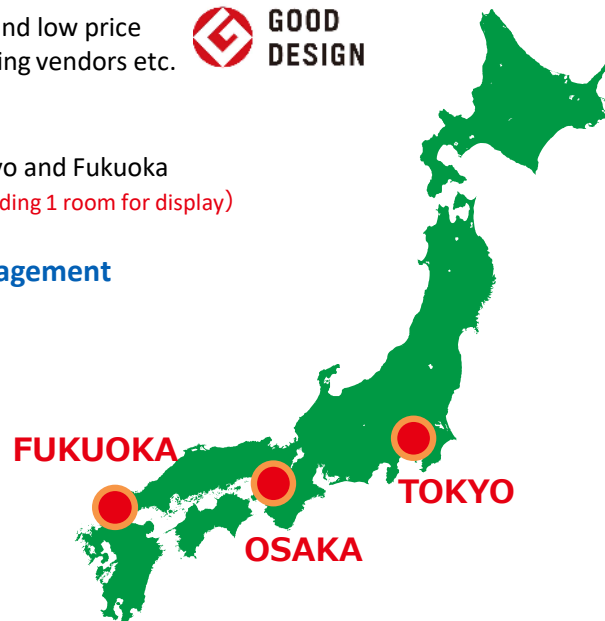 nd low price
ing vendors etc.
GOOD
DESIGN
yo and Fukuoka
ding 1 room for display）
agement
FUKUOKA
TOKYO
OSAKA